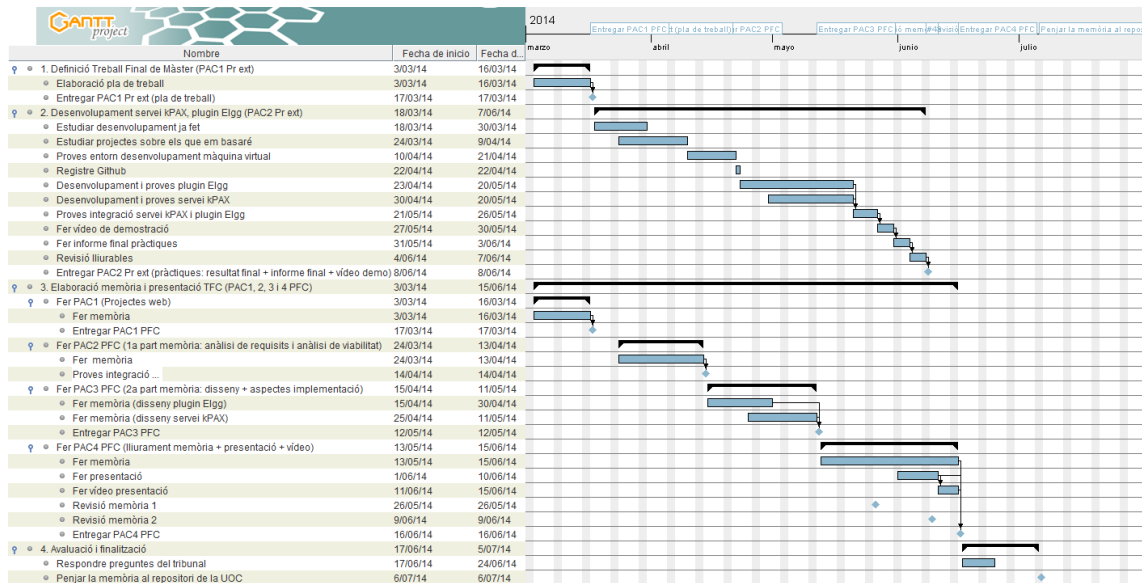 GANTT project
2014
Entregar PAC1 PFC
t (pla de treball)
r PAC2 PFC
Entregar PAC3 PFC
Entregar PAC4 PFC
Penjar la memòria al repos
marzo abril mayo junio julio
Nombre Fecha de inicio Fecha d...
1. Definició Treball Final de Màster (PAC1 Pr ext) 3/03/14 16/03/14
Elaboració pla de treball 3/03/14 16/03/14
Entregar PAC1 Pr ext (pla de treball) 17/03/14 17/03/14
2. Desenvolupament servei kPAX, plugin Elgg (PAC2 Pr ext) 18/03/14 7/06/14
Estudiar desenvolupament ja fet 18/03/14 30/03/14
Estudiar projectes sobre els que em basaré 24/03/14 9/04/14
Proves entorn desenvolupament màquina virtual 10/04/14 21/04/14
Registre Github 22/04/14 22/04/14
Desenvolupament i proves plugin Elgg 23/04/14 20/05/14
Desenvolupament i proves servei kPAX 30/04/14 20/05/14
Proves integració servei kPAX i plugin Elgg 21/05/14 26/05/14
Fer vídeo de demostració 27/05/14 30/05/14
Fer informe final pràctiques 31/05/14 3/06/14
Revisió lliurables 4/06/14 7/06/14
Entregar PAC2 Pr ext (pràctiques: resultat final + informe final + vídeo demo) 8/06/14 8/06/14
3. Elaboració memòria i presentació TFC (PAC1, 2, 3 i 4 PFC) 3/03/14 15/06/14
Fer PAC1 (Projectes web) 3/03/14 16/03/14
Fer memòria 3/03/14 16/03/14
Entregar PAC1 PFC 17/03/14 17/03/14
Fer PAC2 PFC (1a part memòria: anàlisi de requisits i anàlisi de viabilitat) 24/03/14 13/04/14
Fer memòria 24/03/14 13/04/14
Proves integració ... 14/04/14 14/04/14
Fer PAC3 PFC (2a part memòria: disseny + aspectes implementació) 15/04/14 11/05/14
Fer memòria (disseny plugin Elgg) 15/04/14 30/04/14
Fer memòria (disseny servei kPAX) 25/04/14 11/05/14
Entregar PAC3 PFC 12/05/14 12/05/14
Fer PAC4 PFC (lliurament memòria + presentació + vídeo) 13/05/14 15/06/14
Fer memòria 13/05/14 15/06/14
Fer presentació 1/06/14 10/06/14
Fer vídeo presentació 11/06/14 15/06/14
Revisió memòria 1 26/05/14 26/05/14
Revisió memòria 2 9/06/14 9/06/14
Entregar PAC4 PFC 16/06/14 16/06/14
4. Avaluació i finalització 17/06/14 5/07/14
Respondre preguntes del tribunal 17/06/14 24/06/14
Penjar la memòria al repositori de la UOC 6/07/14 6/07/14